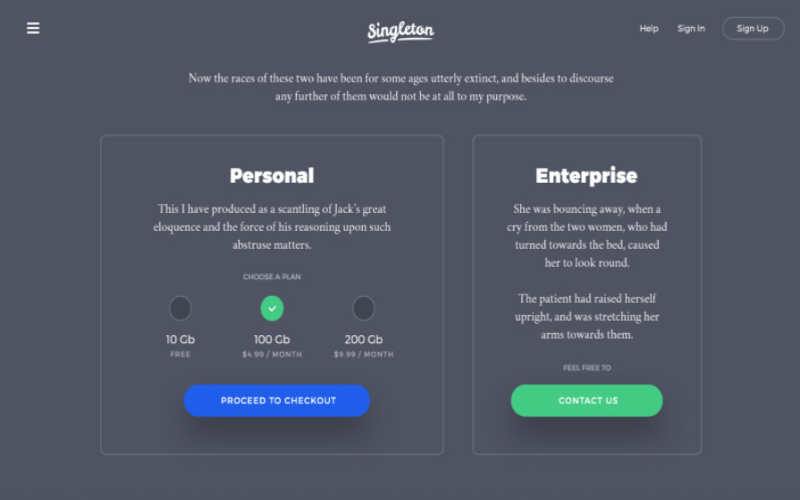 Singleton
Help
Sign In
Sign Up
Now the races of these two have been for some ages utterly extinct, and besides to discourse
any further of them would not be at all to my purpose.
Personal
This I have produced as a scantling of Jack's great
eloquence and the force of his reasoning upon such
abstruse matters.
CHOOSE A PLAN
10 Gb
FREE
100 Gb
$4.99 / MONTH
200 Gb
$9.99 / MONTH
PROCEED TO CHECKOUT
Enterprise
She was bouncing away, when a
cry from the two women, who had
turned towards the bed, caused
her to look round.
The patient had raised herself
upright, and was stretching her
arms towards them.
FEEL FREE TO
CONTACT US